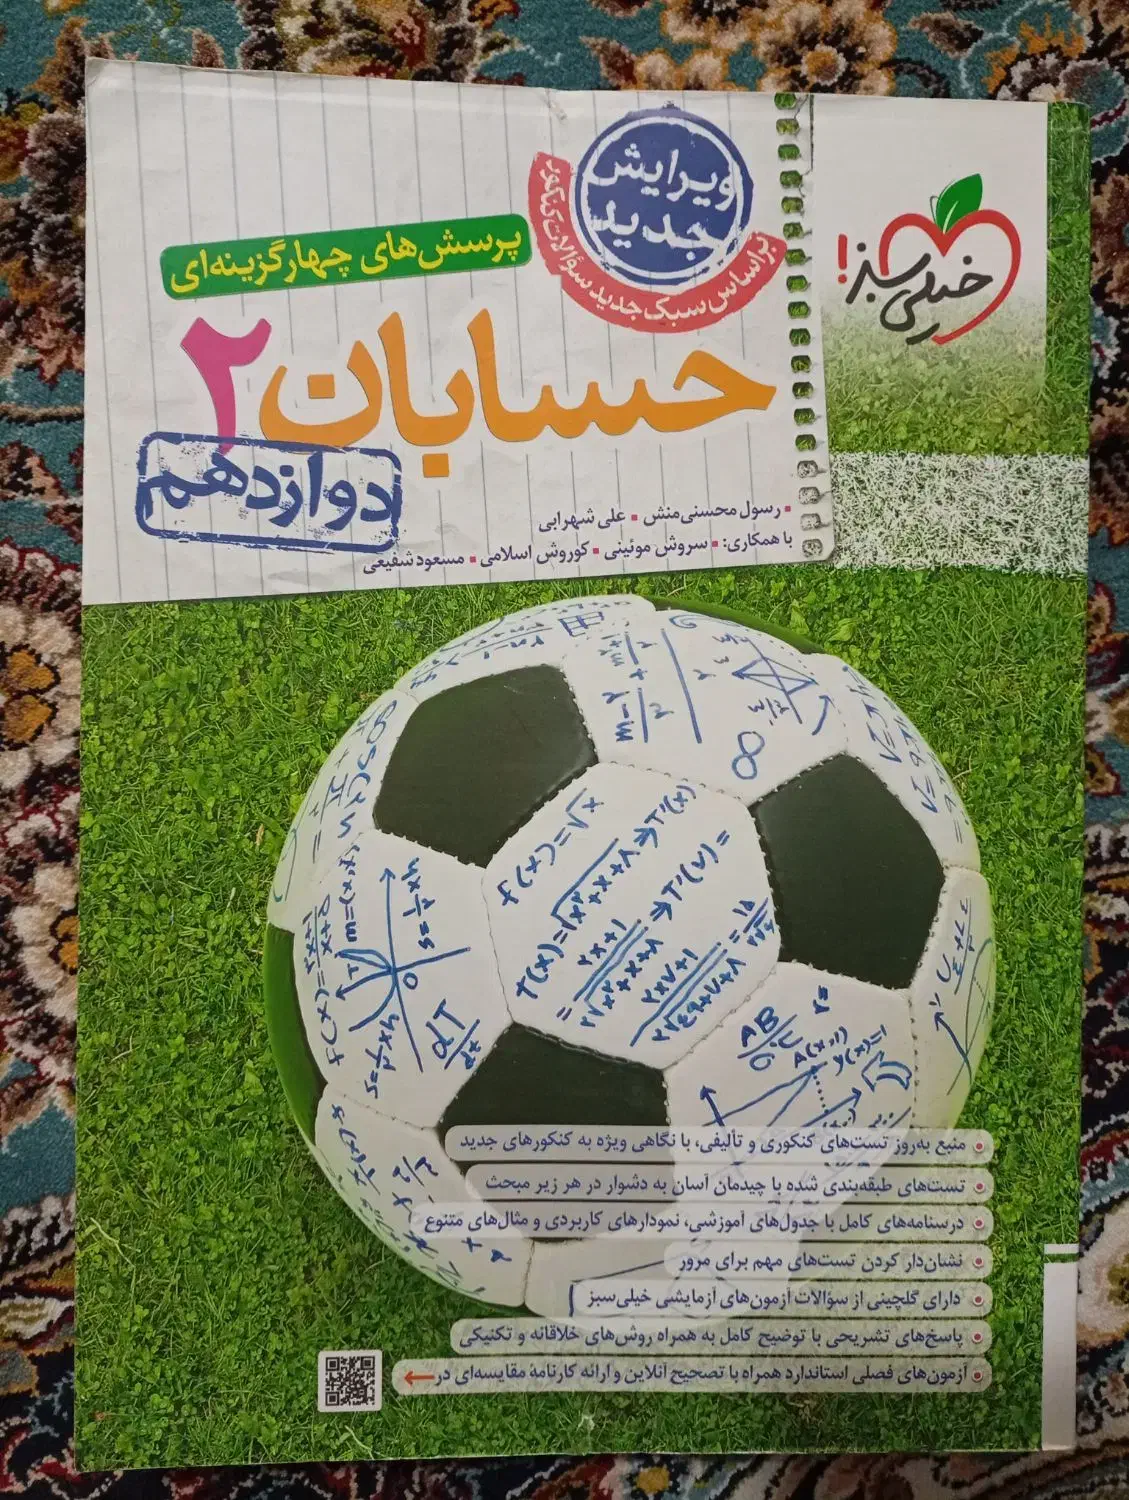 ویرایش
جدید
براساس سبک جدید سؤالات کنکور
خیلی سبز!
پرسش‌های چهارگزینه‌ای
حسابان ۲
دوازدهم
▪ رسول محسنی‌منش ▪ علی شهرابی
با همکاری: ▪ سروش موئینی ▪ کوروش اسلامی ▪ مسعود شفیعی
f(x)=√x
AB
∞
• منبع به‌روز تست‌های کنکوری و تألیفی، با نگاهی ویژه به کنکورهای جدید
• تست‌های طبقه‌بندی شده با چیدمان آسان به دشوار در هر زیر مبحث
• درسنامه‌های کامل با جدول‌های آموزشی، نمودارهای کاربردی و مثال‌های متنوع
• نشان‌دار کردن تست‌های مهم برای مرور
• دارای گلچینی از سؤالات آزمون‌های آزمایشی خیلی‌سبز
• پاسخ‌های تشریحی با توضیح کامل به همراه روش‌های خلاقانه و تکنیکی
• آزمون‌های فصلی استاندارد همراه با تصحیح آنلاین و ارائه کارنامهٔ مقایسه‌ای در ←